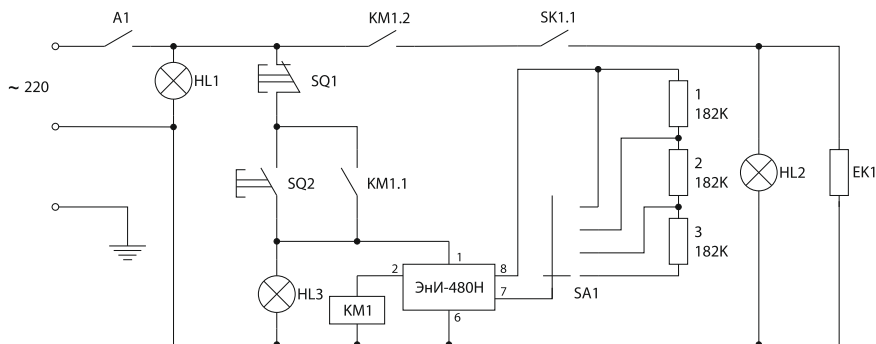 A1
KM1.2
SK1.1
~ 220
HL1
SQ1
1
182K
2
182K
3
182K
SQ2
KM1.1
HL2
EK1
1
2
8
ЭнИ-480Н
7
6
HL3
KM1
SA1